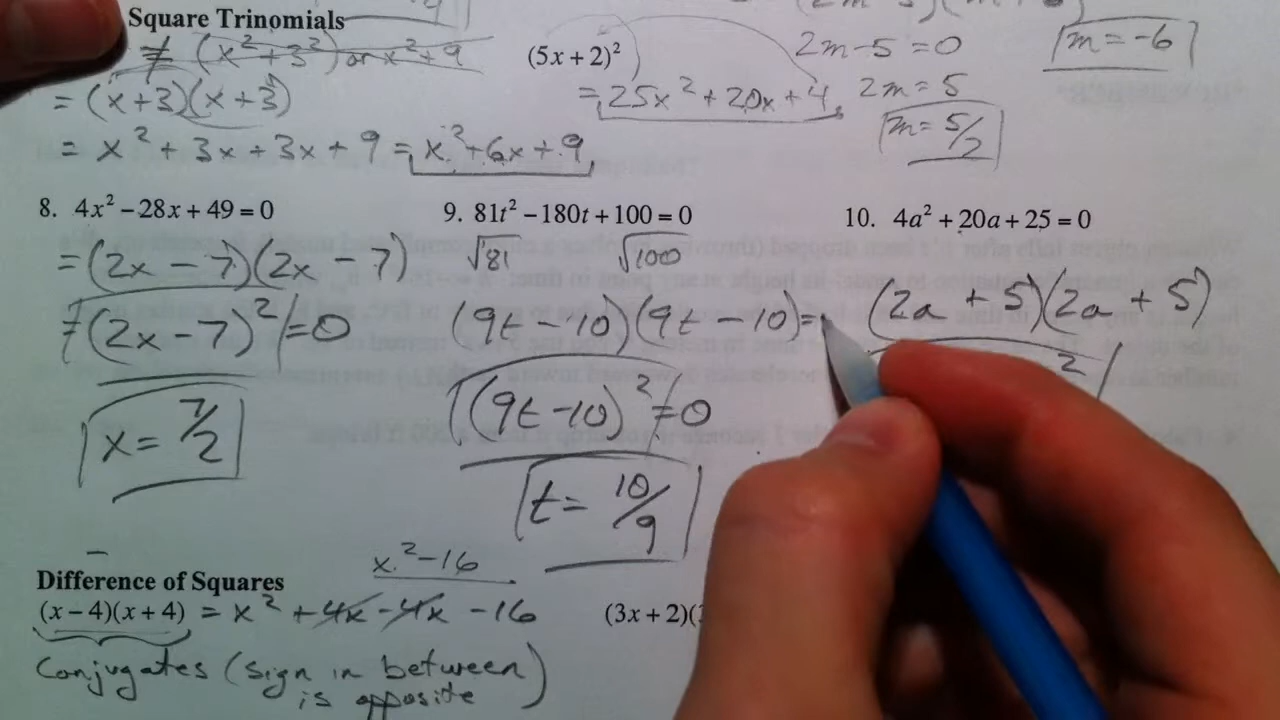 Square Trinomials
≠ (x² + 3²) or x² + 9
= (x + 3)(x + 3)
= x² + 3x + 3x + 9 = x² + 6x + 9
(5x + 2)²
= 25x² + 20x + 4
2m - 5 = 0
2m = 5
m = 5/2
m = -6
8. 4x² − 28x + 49 = 0
= (2x - 7)(2x - 7)
= (2x - 7)² = 0
x = 7/2
9. 81t² − 180t + 100 = 0
√81 √100
(9t - 10)(9t - 10) =
(9t - 10)² = 0
t = 10/9
10. 4a² + 20a + 25 = 0
(2a + 5)(2a + 5)
2
Difference of Squares
x² - 16
(x − 4)(x + 4) = x² + 4x - 4x - 16
Conjugates (sign in between
is opposite)
(3x + 2)(